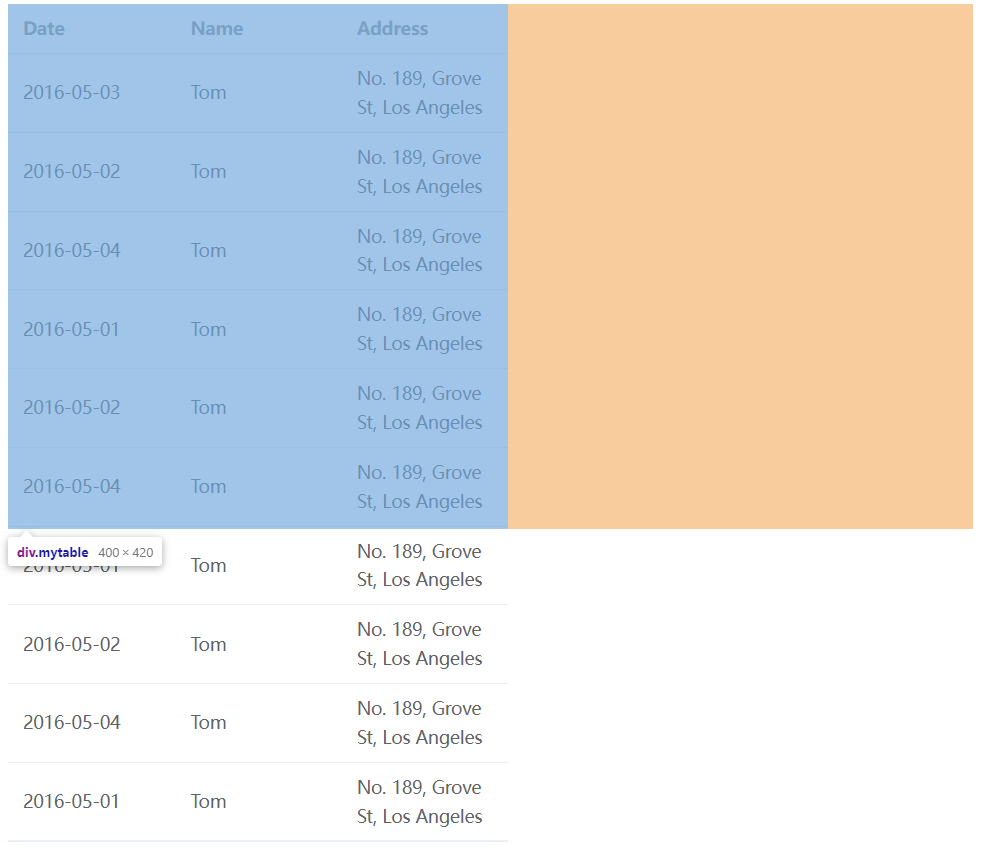 Date Name Address
2016-05-03 Tom No. 189, Grove
St, Los Angeles
2016-05-02 Tom No. 189, Grove
St, Los Angeles
2016-05-04 Tom No. 189, Grove
St, Los Angeles
2016-05-01 Tom No. 189, Grove
St, Los Angeles
2016-05-02 Tom No. 189, Grove
St, Los Angeles
2016-05-04 Tom No. 189, Grove
St, Los Angeles
div.mytable 400 × 420
2016-05-01 Tom No. 189, Grove
St, Los Angeles
2016-05-02 Tom No. 189, Grove
St, Los Angeles
2016-05-04 Tom No. 189, Grove
St, Los Angeles
2016-05-01 Tom No. 189, Grove
St, Los Angeles